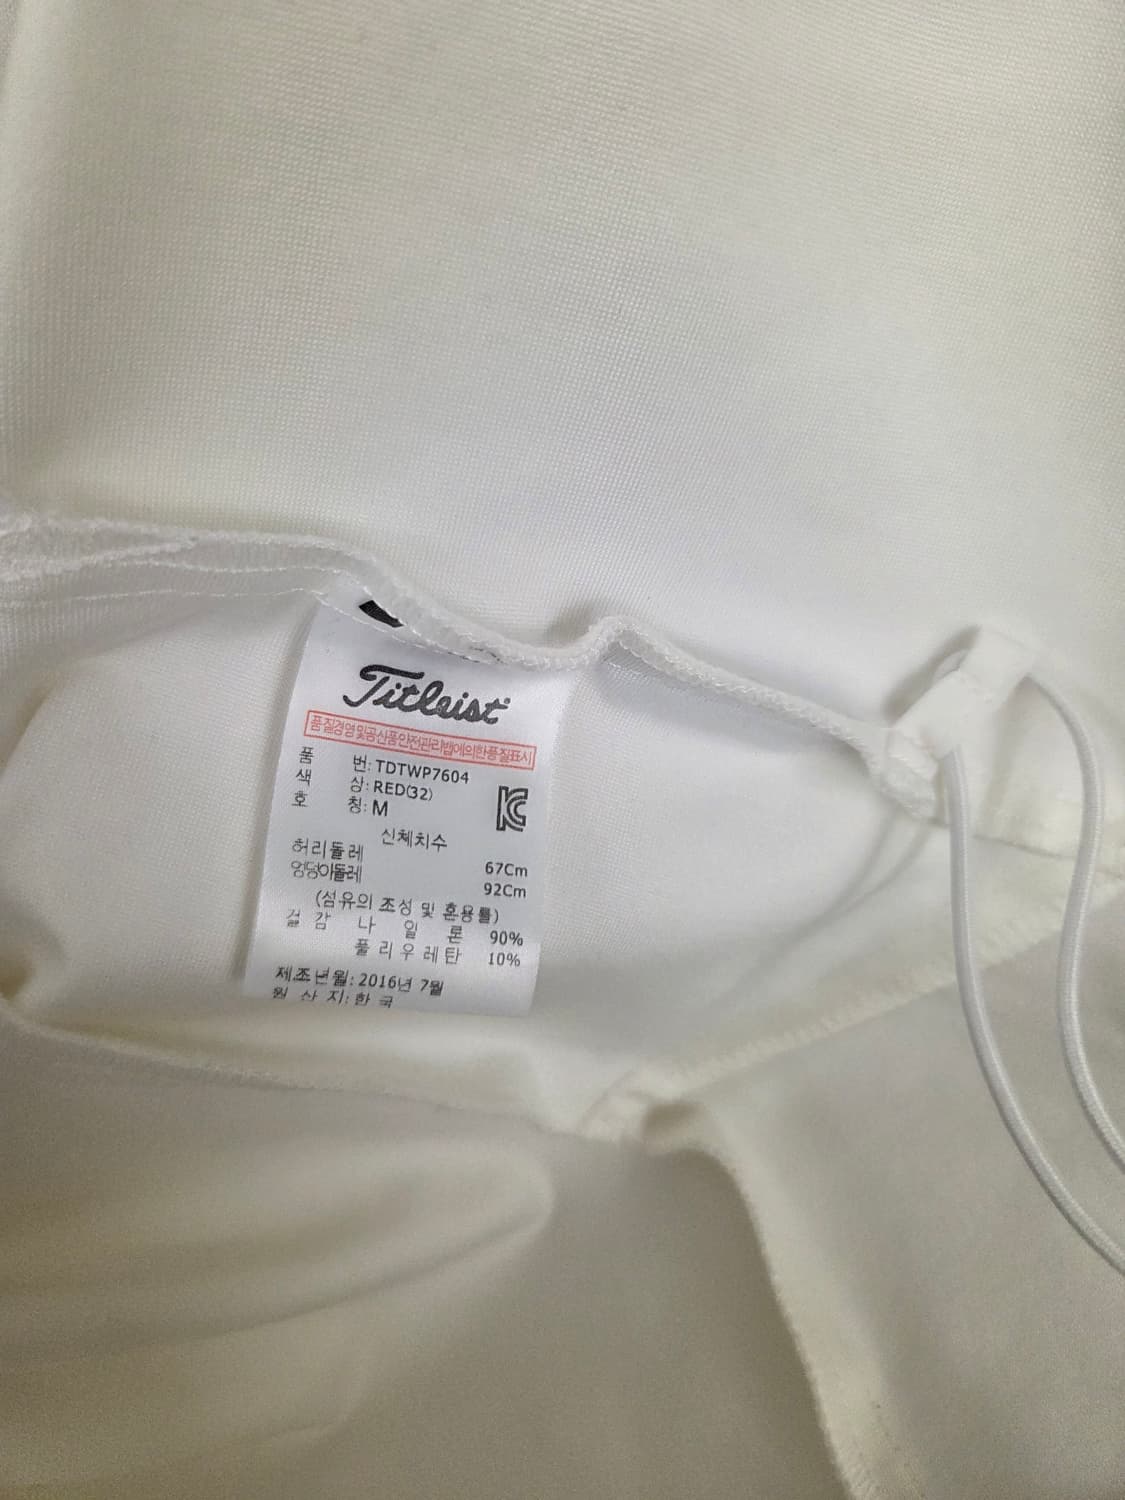 Titleist
품질경영및공산품안전관리법에의한품질표시
품 번: TDTWP7604
색 상: RED(32)
호 칭: M
신체치수
허리둘레 67Cm
엉덩이둘레 92Cm
(섬유의 조성 및 혼용률)
겉감 나일론 90%
폴리우레탄 10%
제조년월: 2016년 7월
원산지: 한국